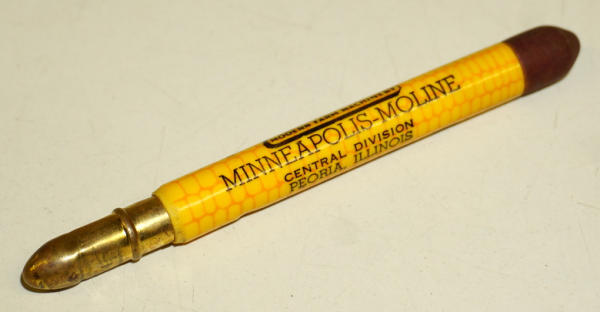 MODERN FARM MACHINERY
MINNEAPOLIS-MOLINE
CENTRAL DIVISION
PEORIA, ILLINOIS